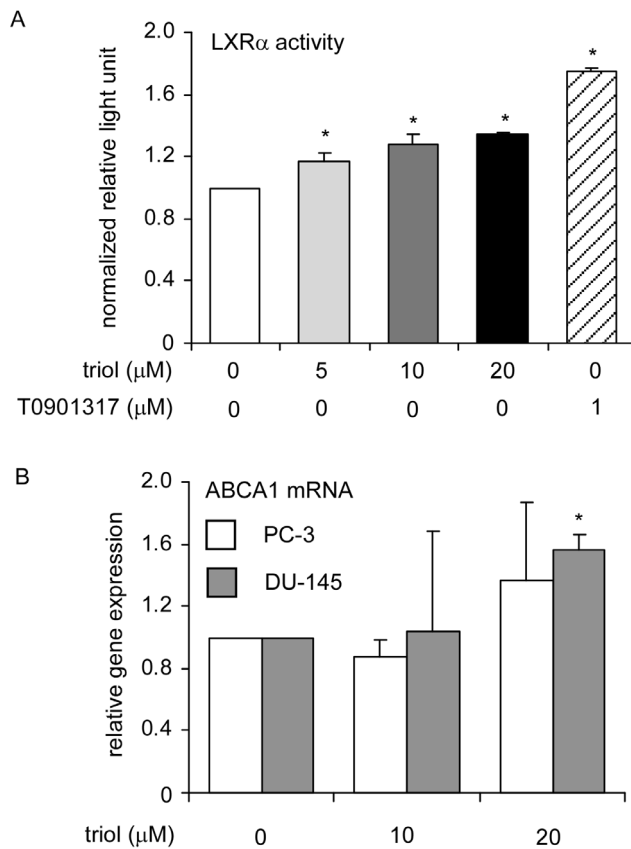 A
LXRα activity
normalized relative light unit
2.0
1.6
1.2
0.8
0.4
0
*
*
*
*
triol (μM) 0 5 10 20 0
T0901317 (μM) 0 0 0 0 1
B
ABCA1 mRNA
PC-3
DU-145
relative gene expression
2.0
1.6
1.2
0.8
0.4
0
*
triol (μM) 0 10 20